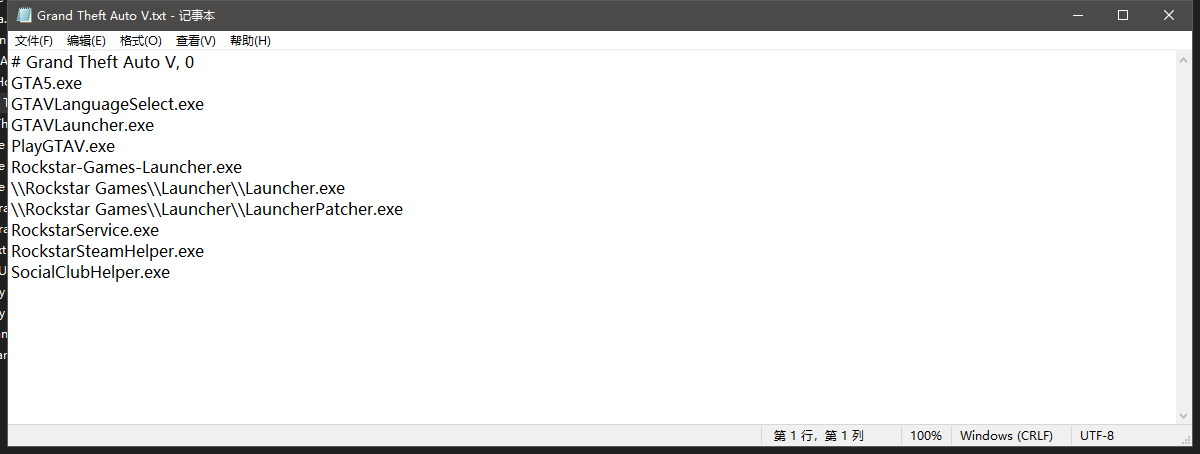 Grand Theft Auto V.txt - 记事本
文件(F) 编辑(E) 格式(O) 查看(V) 帮助(H)
# Grand Theft Auto V, 0
GTA5.exe
GTAVLanguageSelect.exe
GTAVLauncher.exe
PlayGTAV.exe
Rockstar-Games-Launcher.exe
\\Rockstar Games\\Launcher\\Launcher.exe
\\Rockstar Games\\Launcher\\LauncherPatcher.exe
RockstarService.exe
RockstarSteamHelper.exe
SocialClubHelper.exe
第 1 行，第 1 列 100% Windows (CRLF) UTF-8